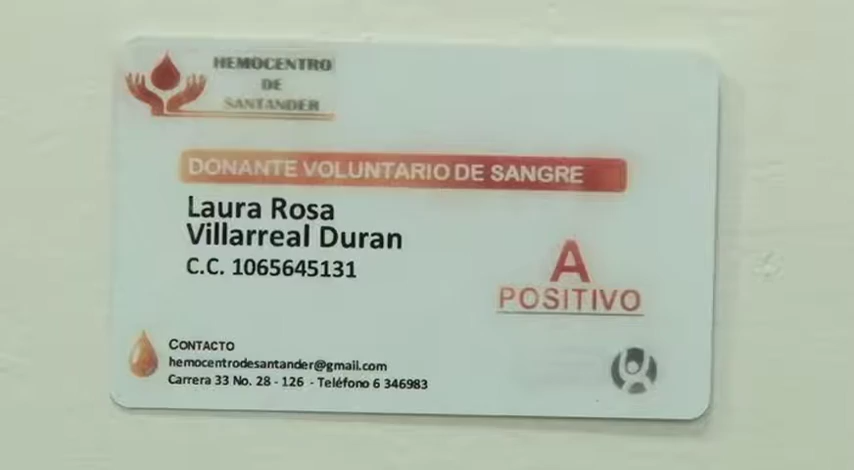 HEMOCENTRO
DE
SANTANDER
DONANTE VOLUNTARIO DE SANGRE
Laura Rosa
Villarreal Duran
C.C. 1065645131
A
POSITIVO
CONTACTO
hemocentrodesantander@gmail.com
Carrera 33 No. 28 - 126 - Teléfono 6 346983